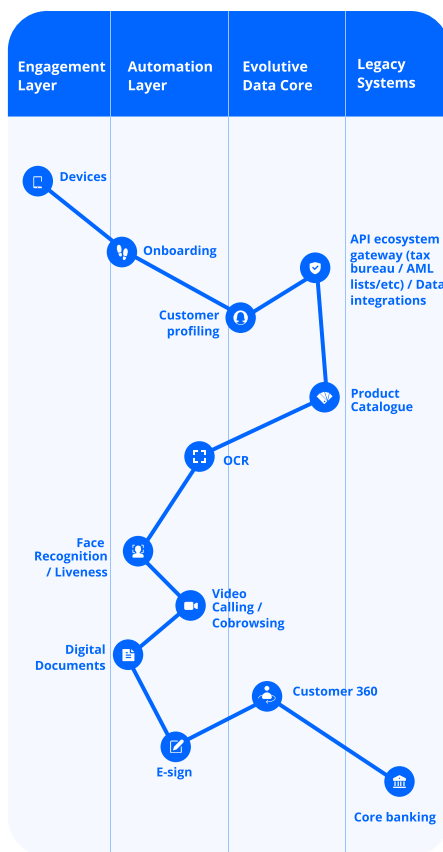 Engagement
Layer
Automation
Layer
Evolutive
Data Core
Legacy
Systems
Devices
Onboarding
API ecosystem
gateway (tax
bureau / AML
lists/etc) / Data
integrations
Customer
profiling
Product
Catalogue
OCR
Face
Recognition
/ Liveness
Video
Calling /
Cobrowsing
Digital
Documents
Customer 360
E-sign
Core banking